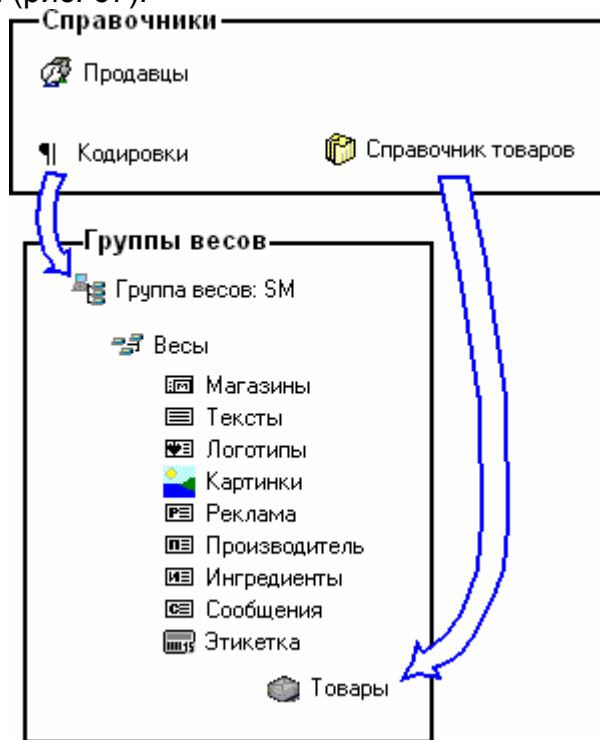 Справочники
Продавцы
Кодировки
Справочник товаров
Группы весов
Группа весов: SM
Весы
Магазины
Тексты
Логотипы
Картинки
Реклама
Производитель
Ингредиенты
Сообщения
Этикетка
Товары